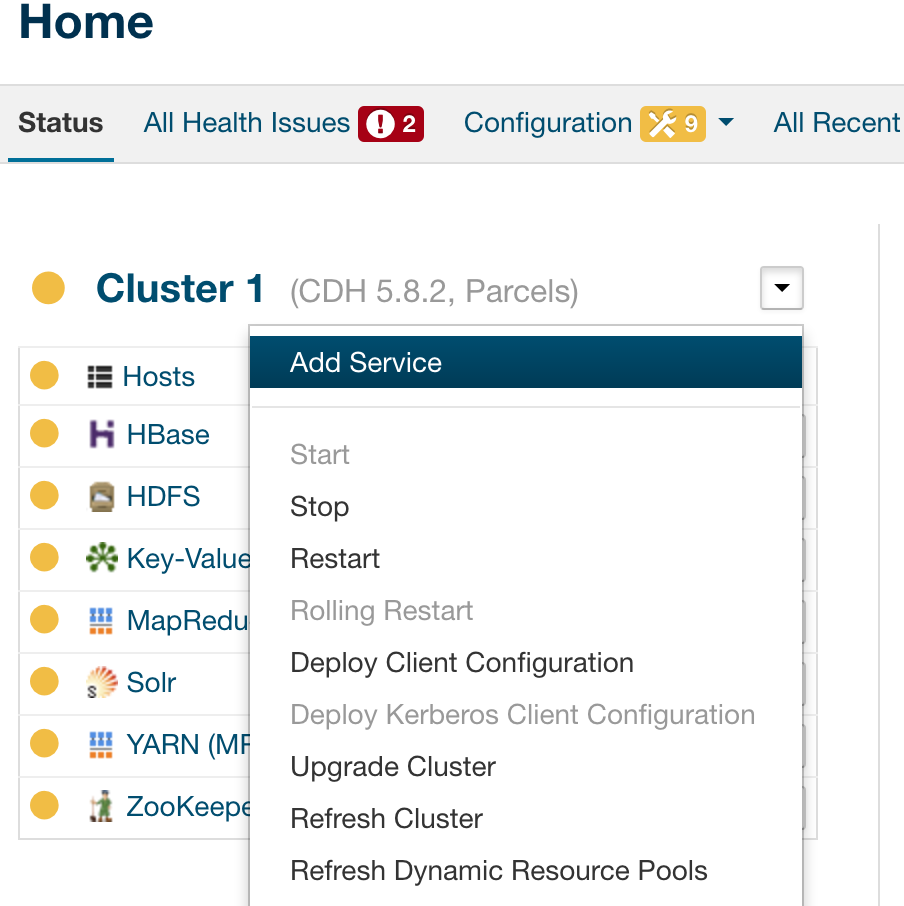 Home
Status All Health Issues 2 Configuration 9 All Recent
Cluster 1 (CDH 5.8.2, Parcels)
Add Service
Hosts
HBase
Start
HDFS
Stop
Key-Value
Restart
MapRedu
Rolling Restart
Deploy Client Configuration
S Solr
Deploy Kerberos Client Configuration
YARN (MR
Upgrade Cluster
ZooKeepe
Refresh Cluster
Refresh Dynamic Resource Pools